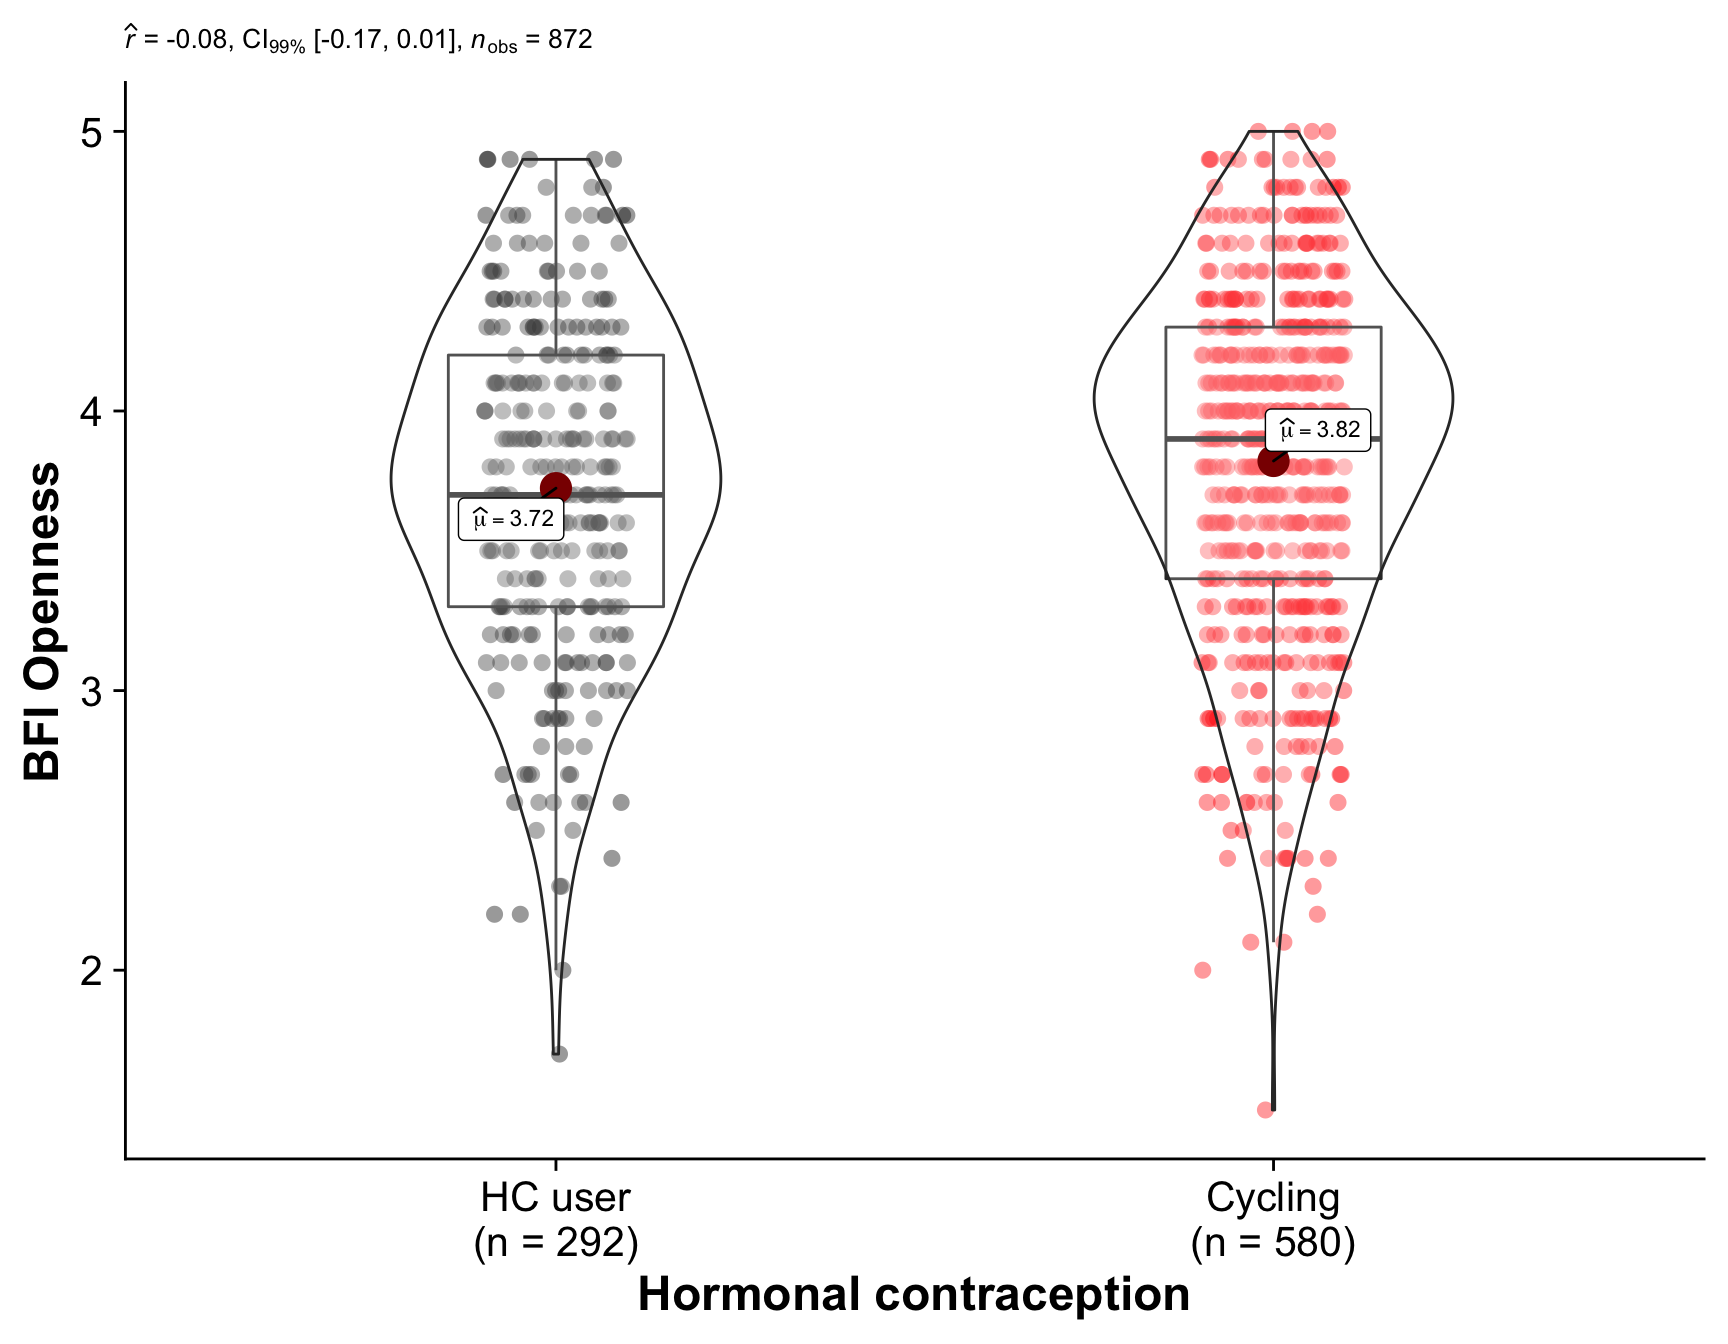 r̂ = -0.08, CI99% [-0.17, 0.01], nobs = 872
5
4
3
2
BFI Openness
μ̂ = 3.72
μ̂ = 3.82
HC user
(n = 292)
Cycling
(n = 580)
Hormonal contraception